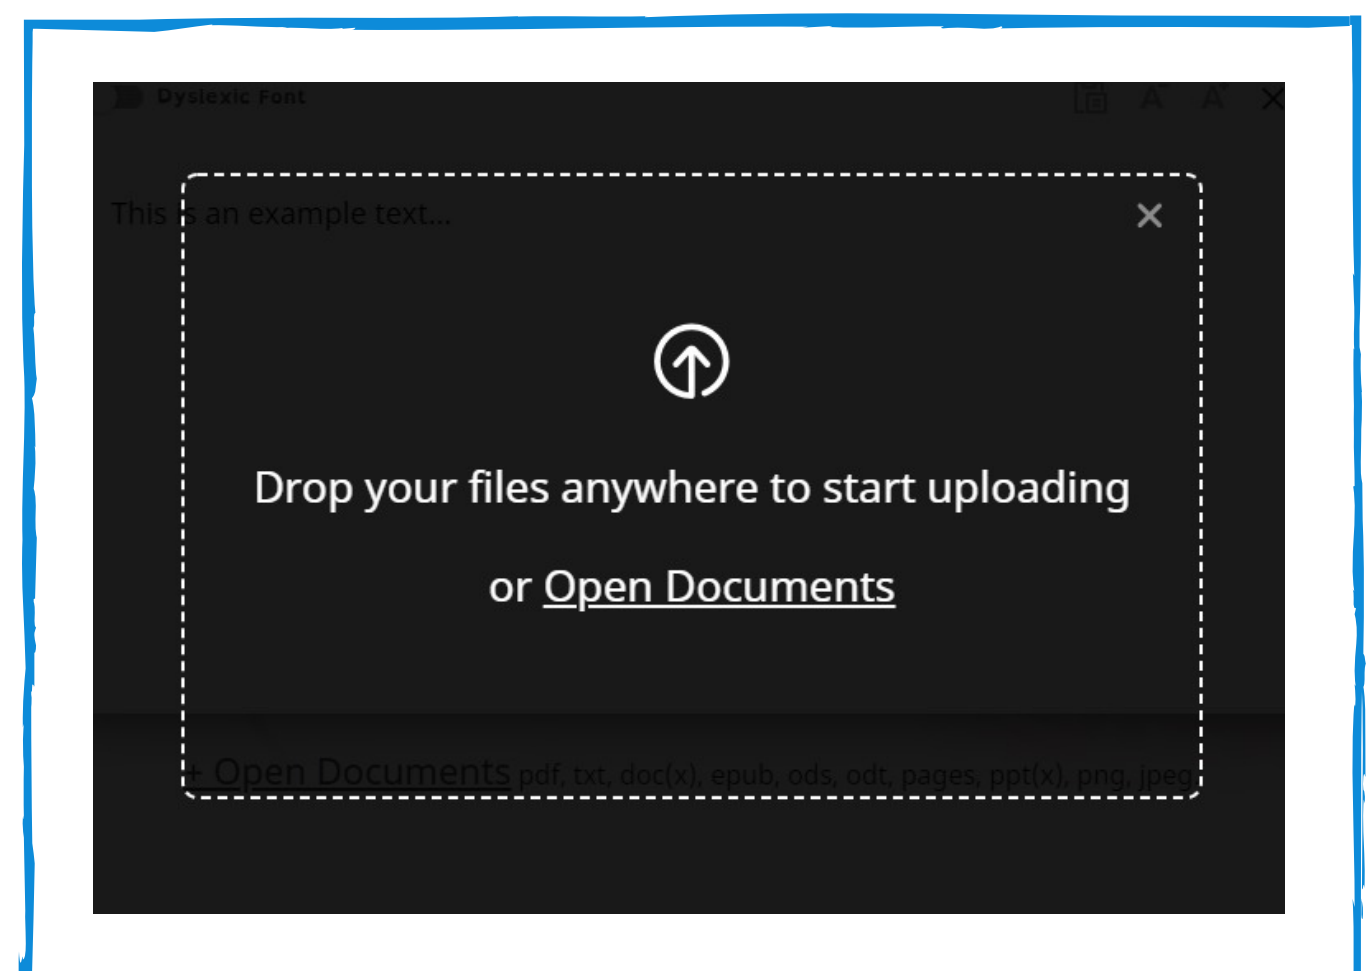 Dyslexic Font
A- A+
This is an example text...
Drop your files anywhere to start uploading
or Open Documents
+ Open Documents pdf, txt, doc(x), epub, ods, odt, pages, ppt(x), png, jpeg.